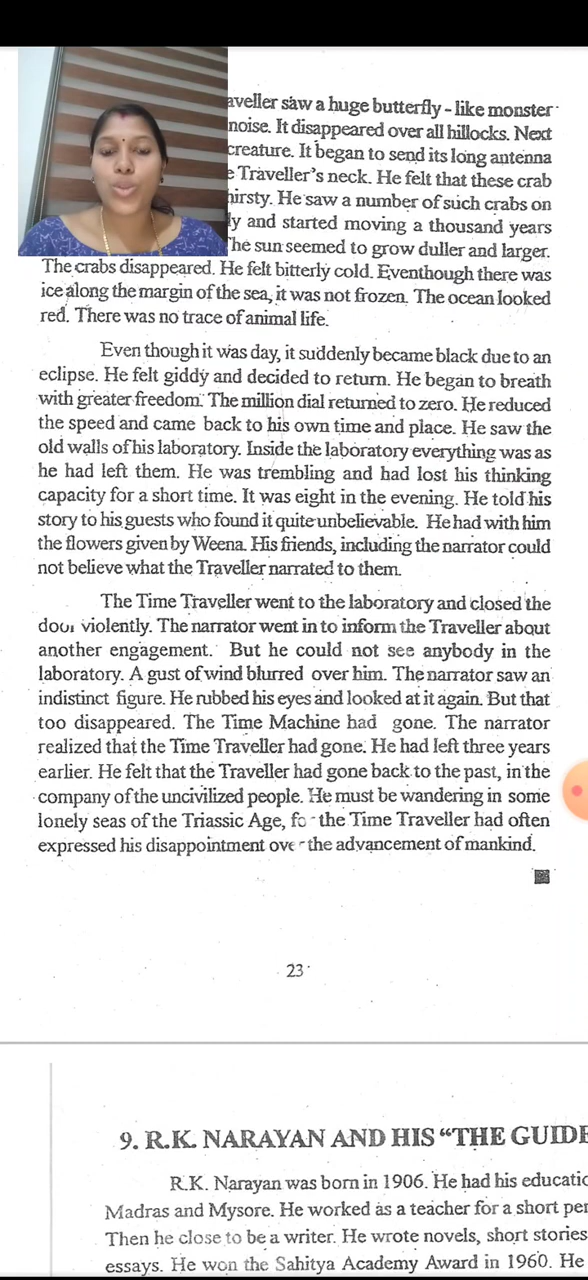 aveller saw a huge butterfly - like monster
noise. It disappeared over all hillocks. Next
creature. It began to send its long antenna
e Traveller's neck. He felt that these crab
hirsty. He saw a number of such crabs on
ly and started moving a thousand years
The sun seemed to grow duller and larger.
The crabs disappeared. He felt bitterly cold. Eventhough there was
ice along the margin of the sea, it was not frozen. The ocean looked
red. There was no trace of animal life.
Even though it was day, it suddenly became black due to an
eclipse. He felt giddy and decided to return. He began to breath
with greater freedom. The million dial returned to zero. He reduced
the speed and came back to his own time and place. He saw the
old walls of his laboratory. Inside the laboratory everything was as
he had left them. He was trembling and had lost his thinking
capacity for a short time. It was eight in the evening. He told his
story to his guests who found it quite unbelievable. He had with him
the flowers given by Weena. His friends, including the narrator could
not believe what the Traveller narrated to them.
The Time Traveller went to the laboratory and closed the
door violently. The narrator went in to inform the Traveller about
another engagement. But he could not see anybody in the
laboratory. A gust of wind blurred over him. The narrator saw an
indistinct figure. He rubbed his eyes and looked at it again. But that
too disappeared. The Time Machine had gone. The narrator
realized that the Time Traveller had gone. He had left three years
earlier. He felt that the Traveller had gone back to the past, in the
company of the uncivilized people. He must be wandering in some
lonely seas of the Triassic Age, fo the Time Traveller had often
expressed his disappointment ove the advancement of mankind.
23
9. R.K. NARAYAN AND HIS "THE GUIDE
R.K. Narayan was born in 1906. He had his educatio
Madras and Mysore. He worked as a teacher for a short per
Then he close to be a writer. He wrote novels, short stories
essays. He won the Sahitya Academy Award in 1960. He